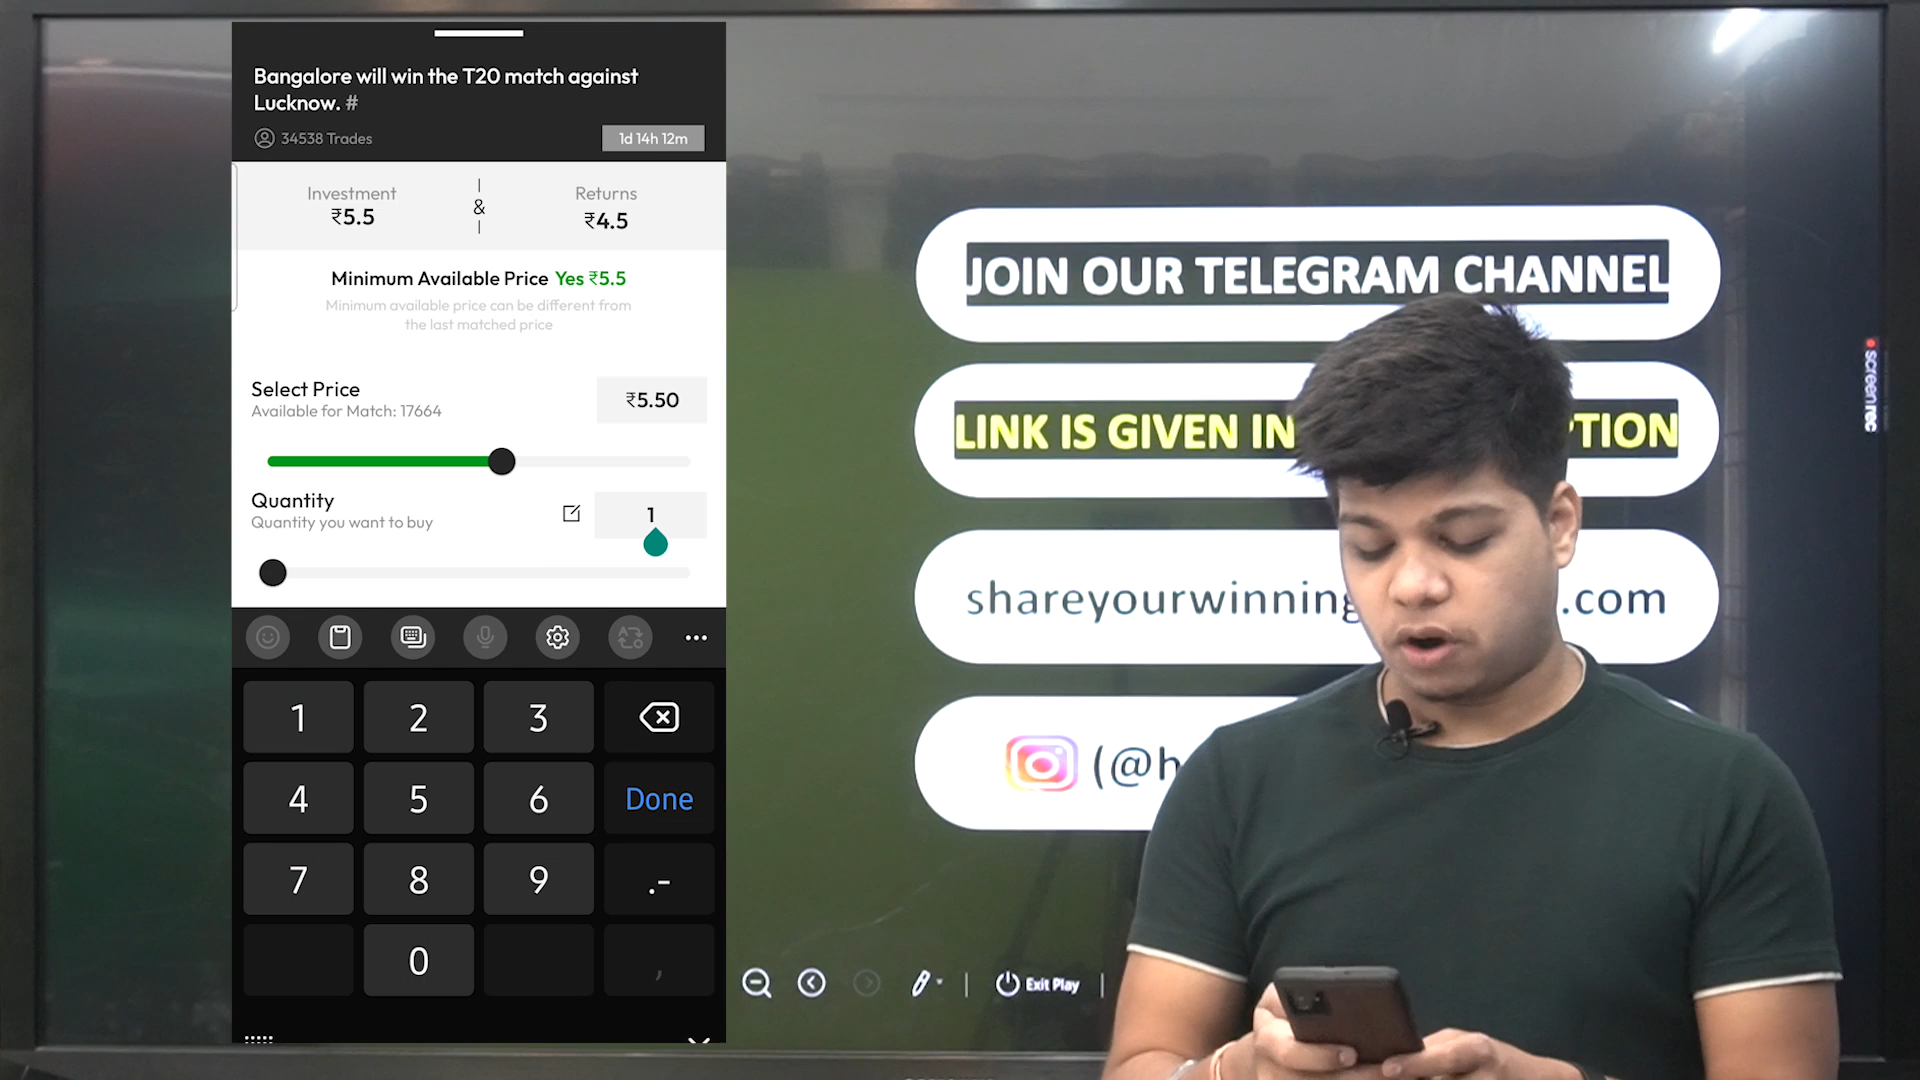 Bangalore will win the T20 match against
Lucknow. #
34538 Trades
1d 14h 12m
Investment
₹5.5
&
Returns
₹4.5
Minimum Available Price Yes ₹5.5
Minimum available price can be different from
the last matched price
Select Price
Available for Match: 17664
₹5.50
Quantity
Quantity you want to buy
1
1 2 3
4 5 6 Done
7 8 9 .-
0 ,
JOIN OUR TELEGRAM CHANNEL
LINK IS GIVEN IN
shareyourwinning .com
(@h
Exit Play
screenrec